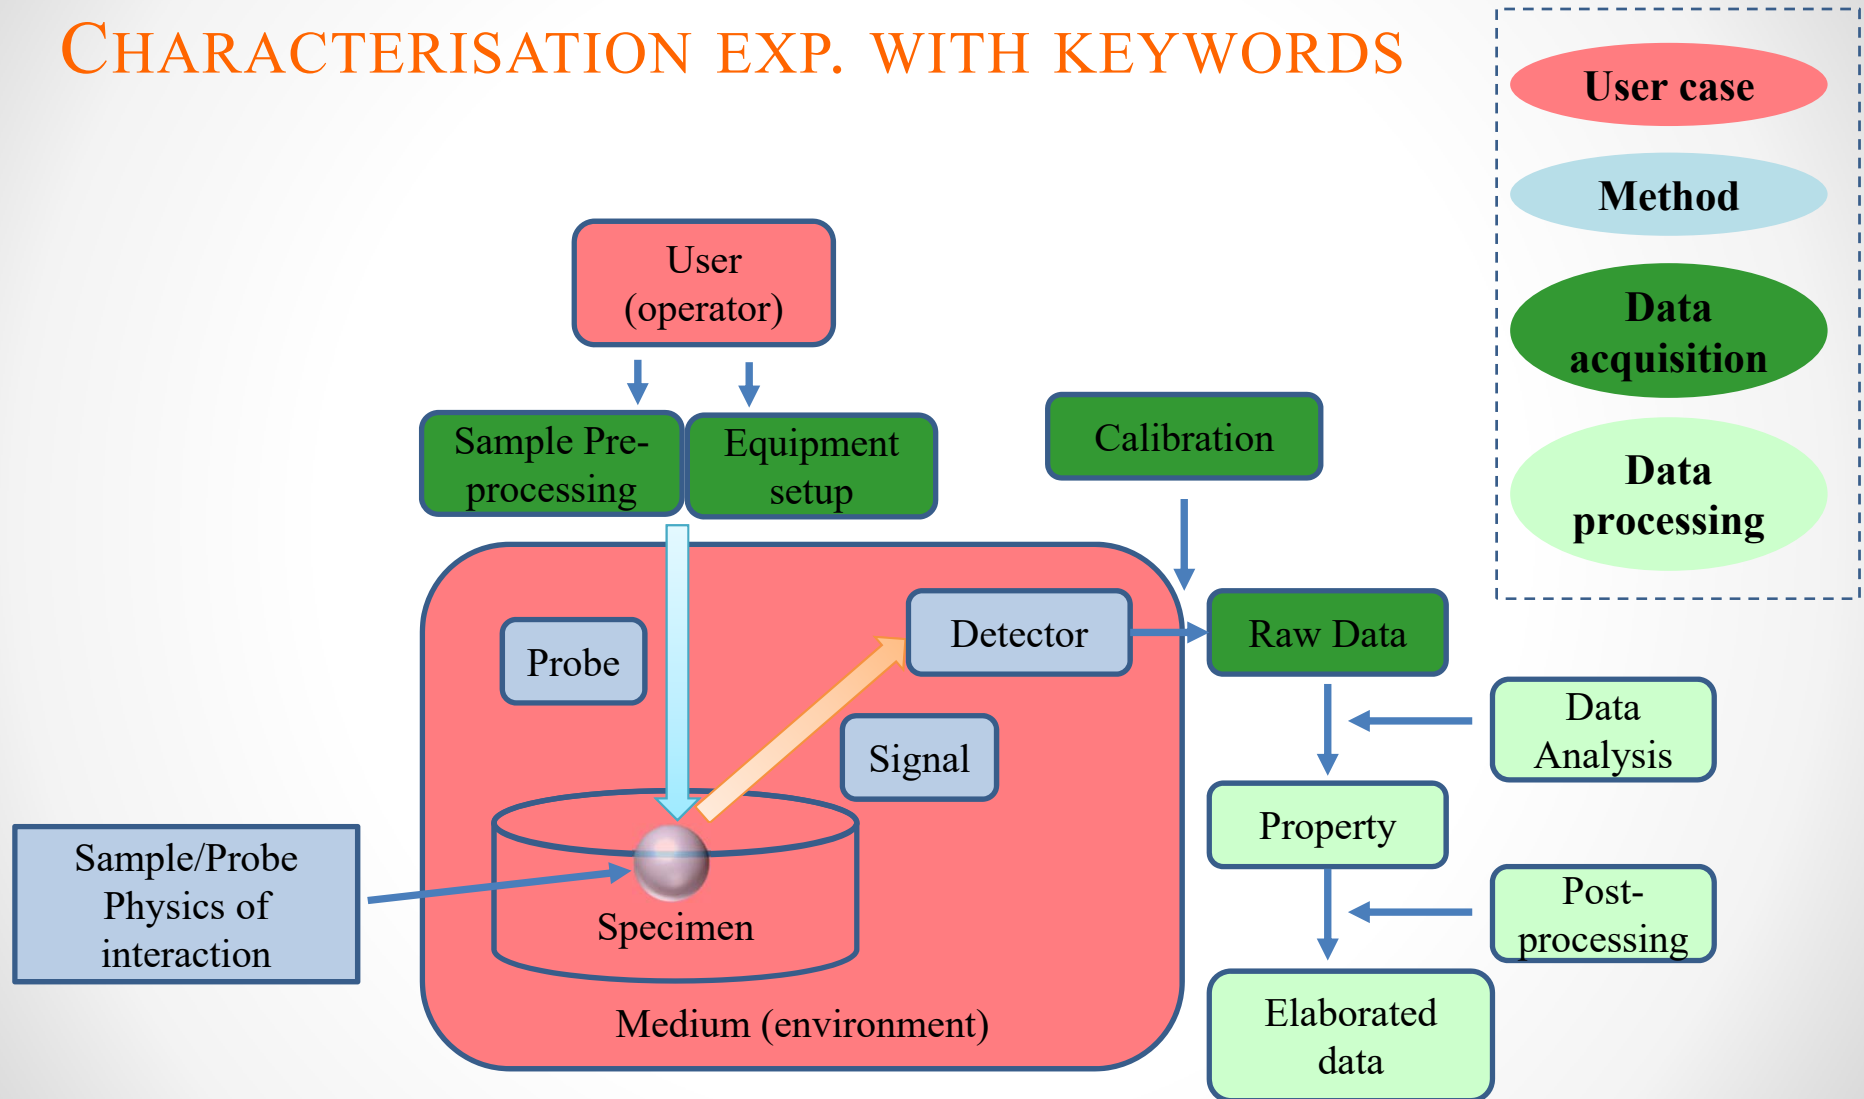 CHARACTERISATION EXP. WITH KEYWORDS
User case
Method
Data
acquisition
Data
processing
User
(operator)
Sample Pre-
processing
Equipment
setup
Calibration
Probe
Detector
Raw Data
Signal
Data
Analysis
Property
Sample/Probe
Physics of
interaction
Specimen
Post-
processing
Medium (environment)
Elaborated
data